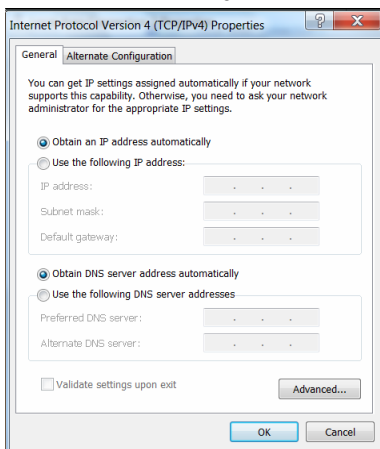 Internet Protocol Version 4 (TCP/IPv4) Properties
General
Alternate Configuration
You can get IP settings assigned automatically if your network
supports this capability. Otherwise, you need to ask your network
administrator for the appropriate IP settings.
Obtain an IP address automatically
Use the following IP address:
IP address:
Subnet mask:
Default gateway:
Obtain DNS server address automatically
Use the following DNS server addresses
Preferred DNS server:
Alternate DNS server:
Validate settings upon exit
Advanced...
OK
Cancel